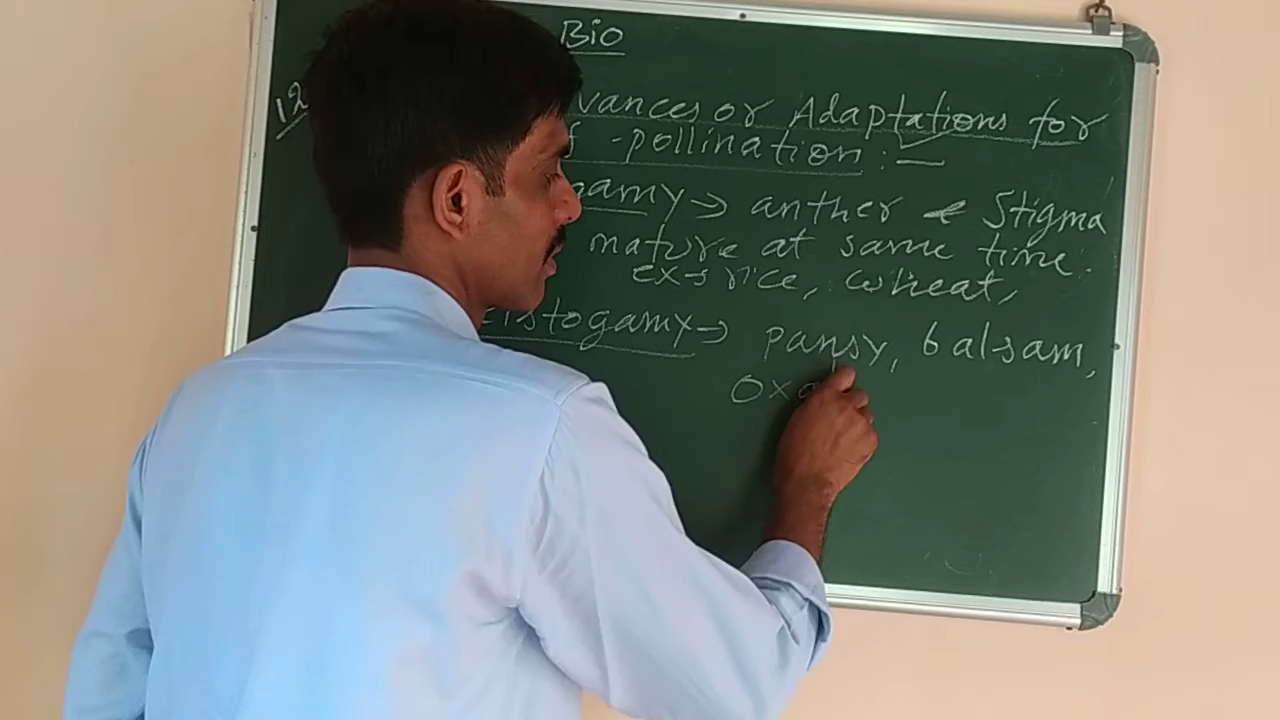 Bio
12
vances or Adaptations for
f -pollination :-
gamy → anther & Stigma
mature at same time.
ex→ rice, wheat,
eistogamy → pansy, balsam,
oxa